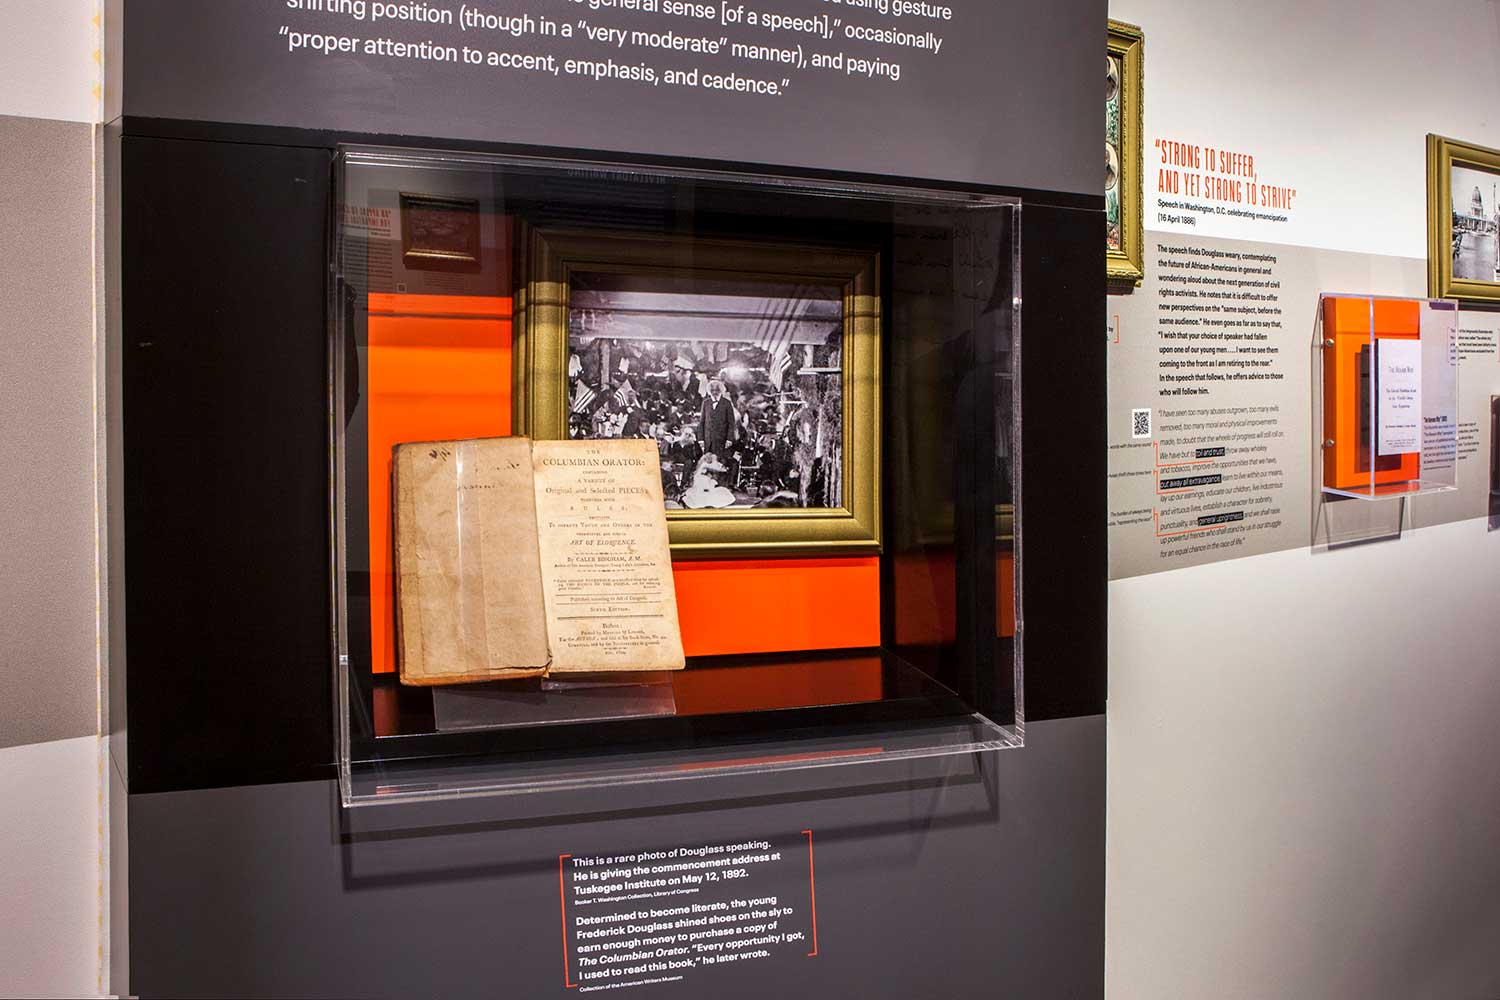 general sense [of a speech],” occasionally
shifting position (though in a “very moderate” manner), and paying
“proper attention to accent, emphasis, and cadence.”
THE
COLUMBIAN ORATOR:
CONTAINING
A VARIETY OF
Original and Selected PIECES;
TOGETHER WITH
RULES;
CALCULATED
TO IMPROVE YOUTH AND OTHERS IN THE
ORNAMENTAL AND USEFUL
ART OF ELOQUENCE.
By CALEB BINGHAM, A. M.
Published according to Act of Congress.
SIXTH EDITION.
Boston:
This is a rare photo of Douglass speaking.
He is giving the commencement address at
Tuskegee Institute on May 12, 1892.
Booker T. Washington Collection, Library of Congress
Determined to become literate, the young
Frederick Douglass shined shoes on the sly to
earn enough money to purchase a copy of
The Columbian Orator. “Every opportunity I got,
I used to read this book,” he later wrote.
Collection of the American Writers Museum
“STRONG TO SUFFER,
AND YET STRONG TO STRIVE”
Speech in Washington, D.C. celebrating emancipation
(16 April 1886)
The speech finds Douglass weary, contemplating
the future of African-Americans in general and
wondering aloud about the next generation of civil
rights activists. He notes that it is difficult to offer
new perspectives on the “same subject, before the
same audience.” He even goes as far as to say that,
“I wish that your choice of speaker had fallen
upon one of our young men..... I want to see them
coming to the front as I am retiring to the rear.”
In the speech that follows, he offers advice to those
who will follow him.
“I have seen too many abuses outgrown, too many evils
removed, too many moral and physical improvements
made, to doubt that the wheels of progress will still roll on.
We have but to toil and trust, throw away whiskey
and tobacco, improve the opportunities that we have,
put away all extravagance, learn to live within our means,
lay up our earnings, educate our children, live industrious
and virtuous lives, establish a character for sobriety,
punctuality, and general uprightness, and we shall raise
up powerful friends who shall stand by us in our struggle
for an equal chance in the race of life.”